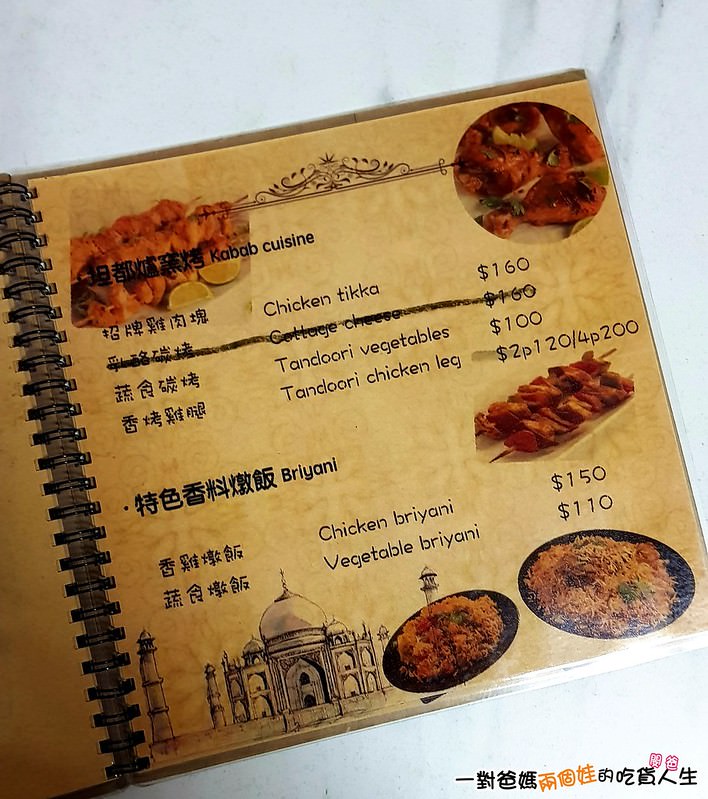 坦都爐窯烤 Kabab cuisine
招牌雞肉塊 Chicken tikka $160
乳酪碳烤 Cottage cheese $160
蔬食碳烤 Tandoori vegetables $100
香烤雞腿 Tandoori chicken leg $2p120/4p200
·特色香料燉飯 Briyani
香雞燉飯 Chicken briyani $150
蔬食燉飯 Vegetable briyani $110
一對爸媽兩個娃的吃貨人生